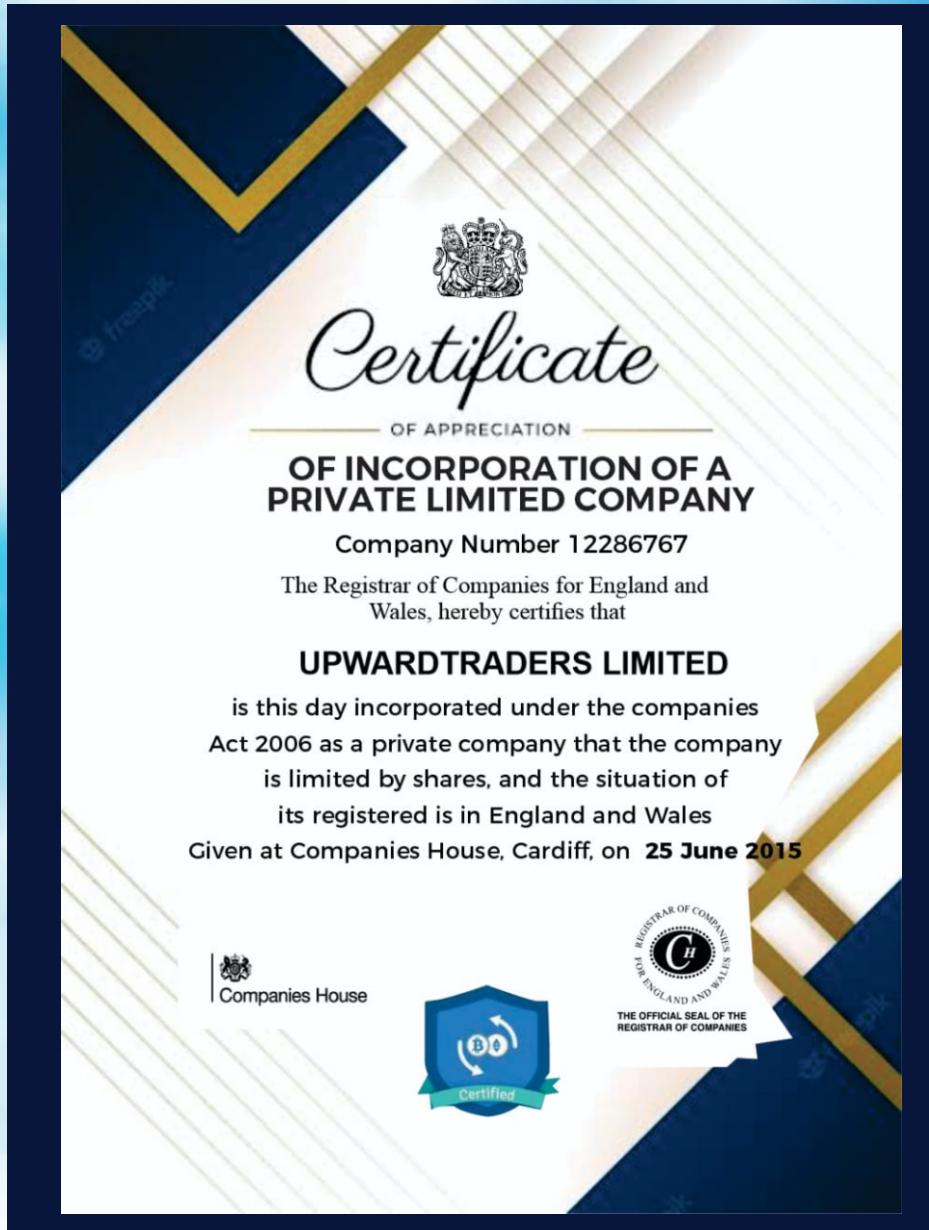 freepik
Certificate
OF APPRECIATION
OF INCORPORATION OF A
PRIVATE LIMITED COMPANY
Company Number 12286767
The Registrar of Companies for England and
Wales, hereby certifies that
UPWARDTRADERS LIMITED
is this day incorporated under the companies
Act 2006 as a private company that the company
is limited by shares, and the situation of
its registered is in England and Wales
Given at Companies House, Cardiff, on 25 June 2015
Companies House
REGISTRAR OF COMPANIES
FOR ENGLAND AND WALES
CH
THE OFFICIAL SEAL OF THE
REGISTRAR OF COMPANIES
Certified
freepik